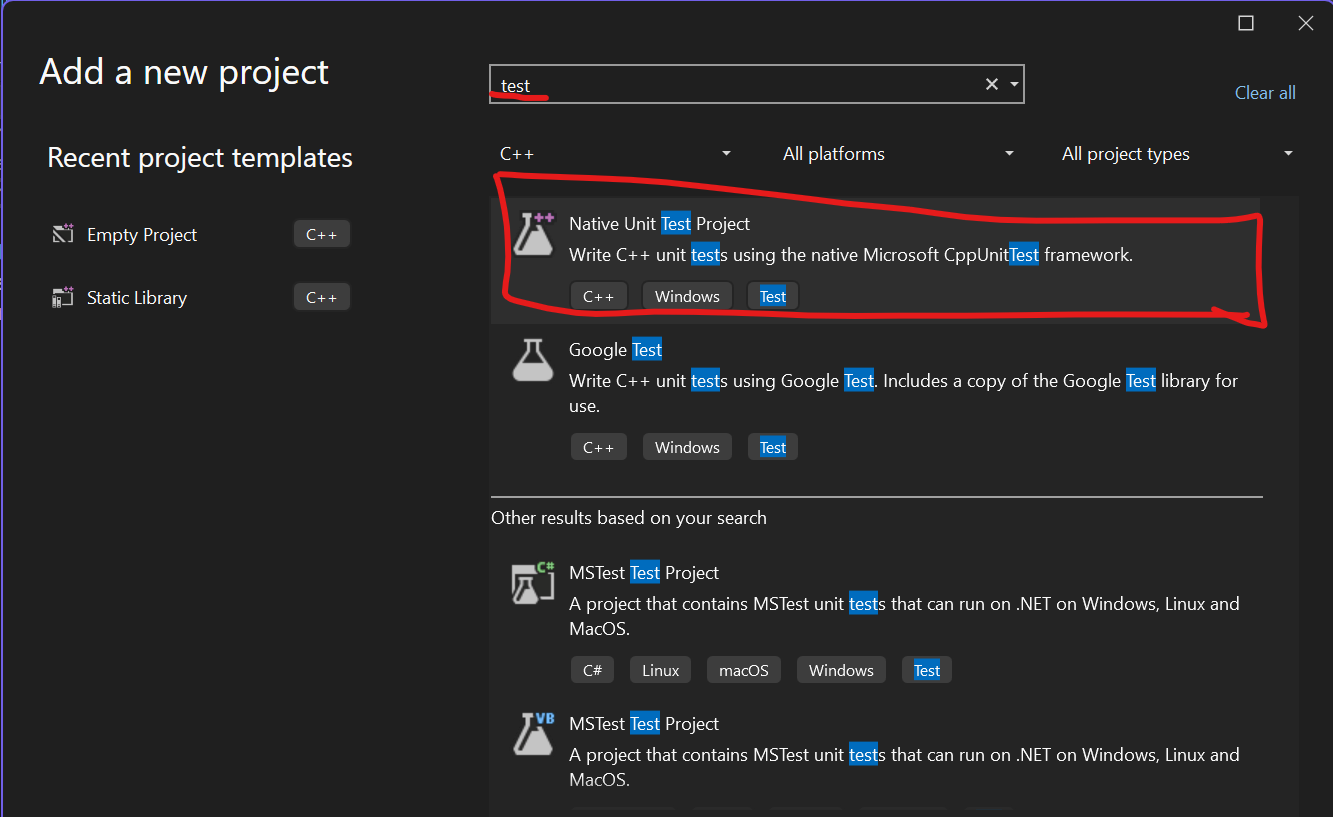 Add a new project
test
Clear all
Recent project templates
C++
All platforms
All project types
Empty Project
C++
Static Library
C++
Native Unit Test Project
Write C++ unit tests using the native Microsoft CppUnitTest framework.
C++
Windows
Test
Google Test
Write C++ unit tests using Google Test. Includes a copy of the Google Test library for
use.
C++
Windows
Test
Other results based on your search
C#
MSTest Test Project
A project that contains MSTest unit tests that can run on .NET on Windows, Linux and
MacOS.
C#
Linux
macOS
Windows
Test
VB
MSTest Test Project
A project that contains MSTest unit tests that can run on .NET on Windows, Linux and
MacOS.